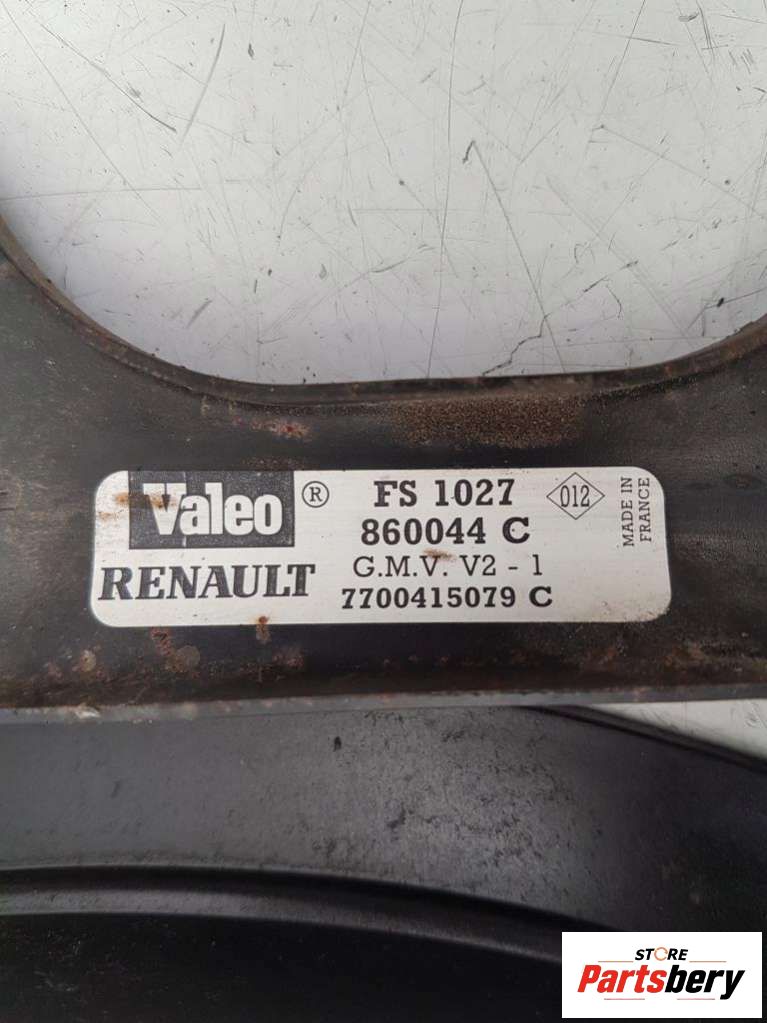 Valeo ® FS 1027 012
860044 C
RENAULT G.M.V. V2 - 1
7700415079 C
MADE IN
FRANCE
STORE
Partsbery